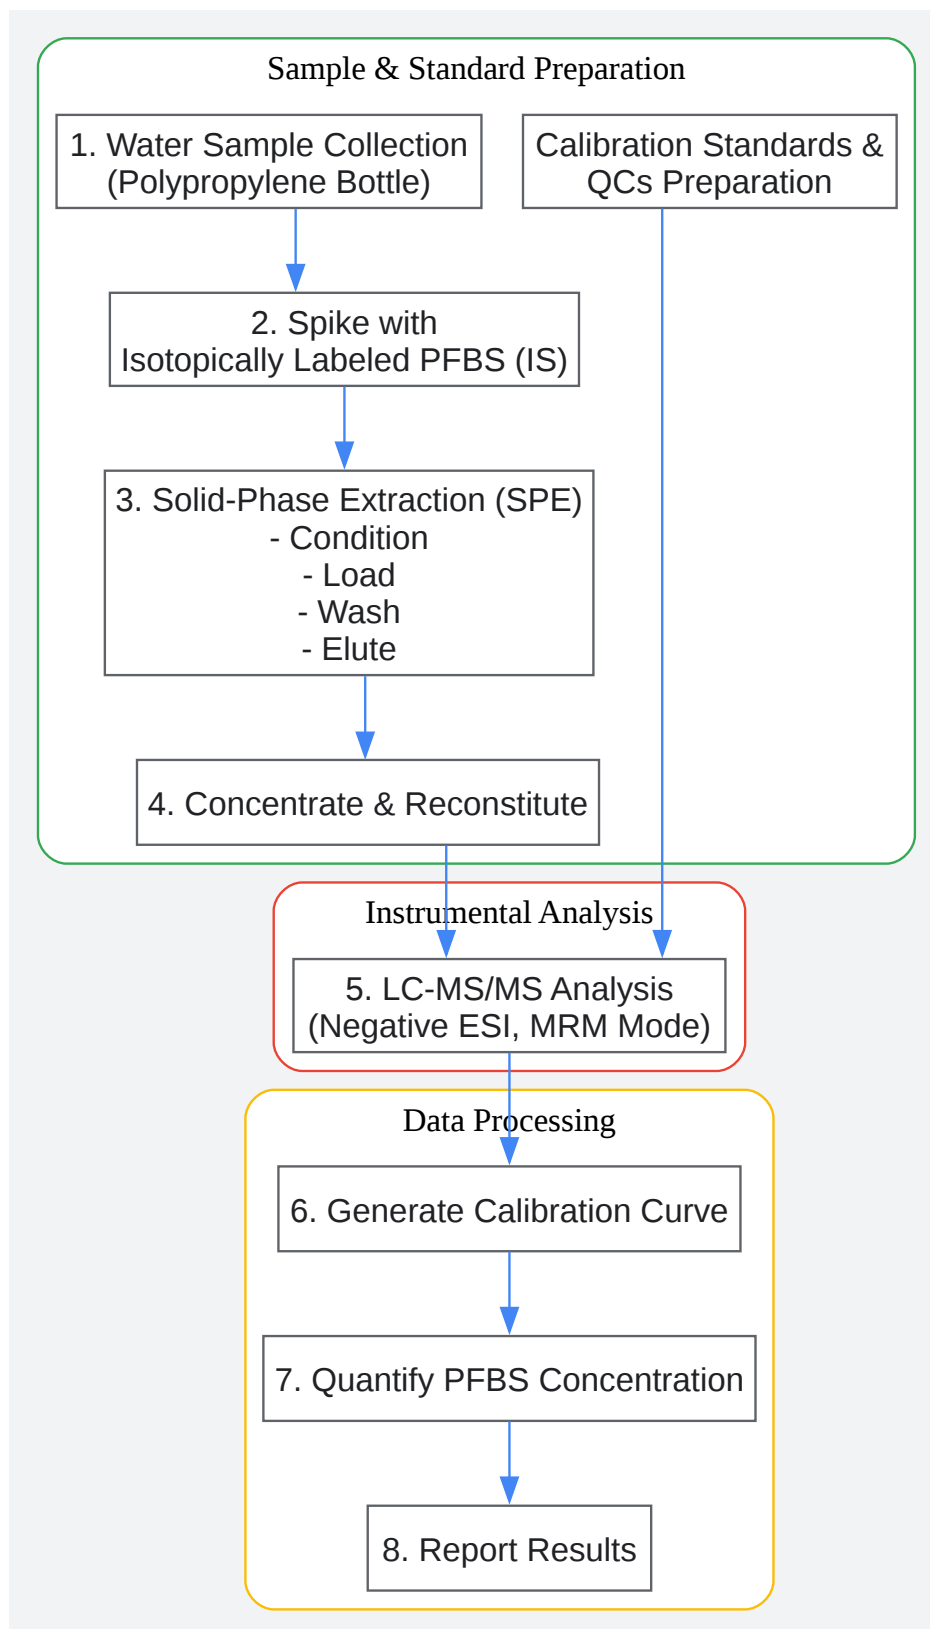 Sample & Standard Preparation
1. Water Sample Collection
(Polypropylene Bottle)
Calibration Standards &
QCs Preparation
2. Spike with
Isotopically Labeled PFBS (IS)
3. Solid-Phase Extraction (SPE)
- Condition
- Load
- Wash
- Elute
4. Concentrate & Reconstitute
Instrumental Analysis
5. LC-MS/MS Analysis
(Negative ESI, MRM Mode)
Data Processing
6. Generate Calibration Curve
7. Quantify PFBS Concentration
8. Report Results